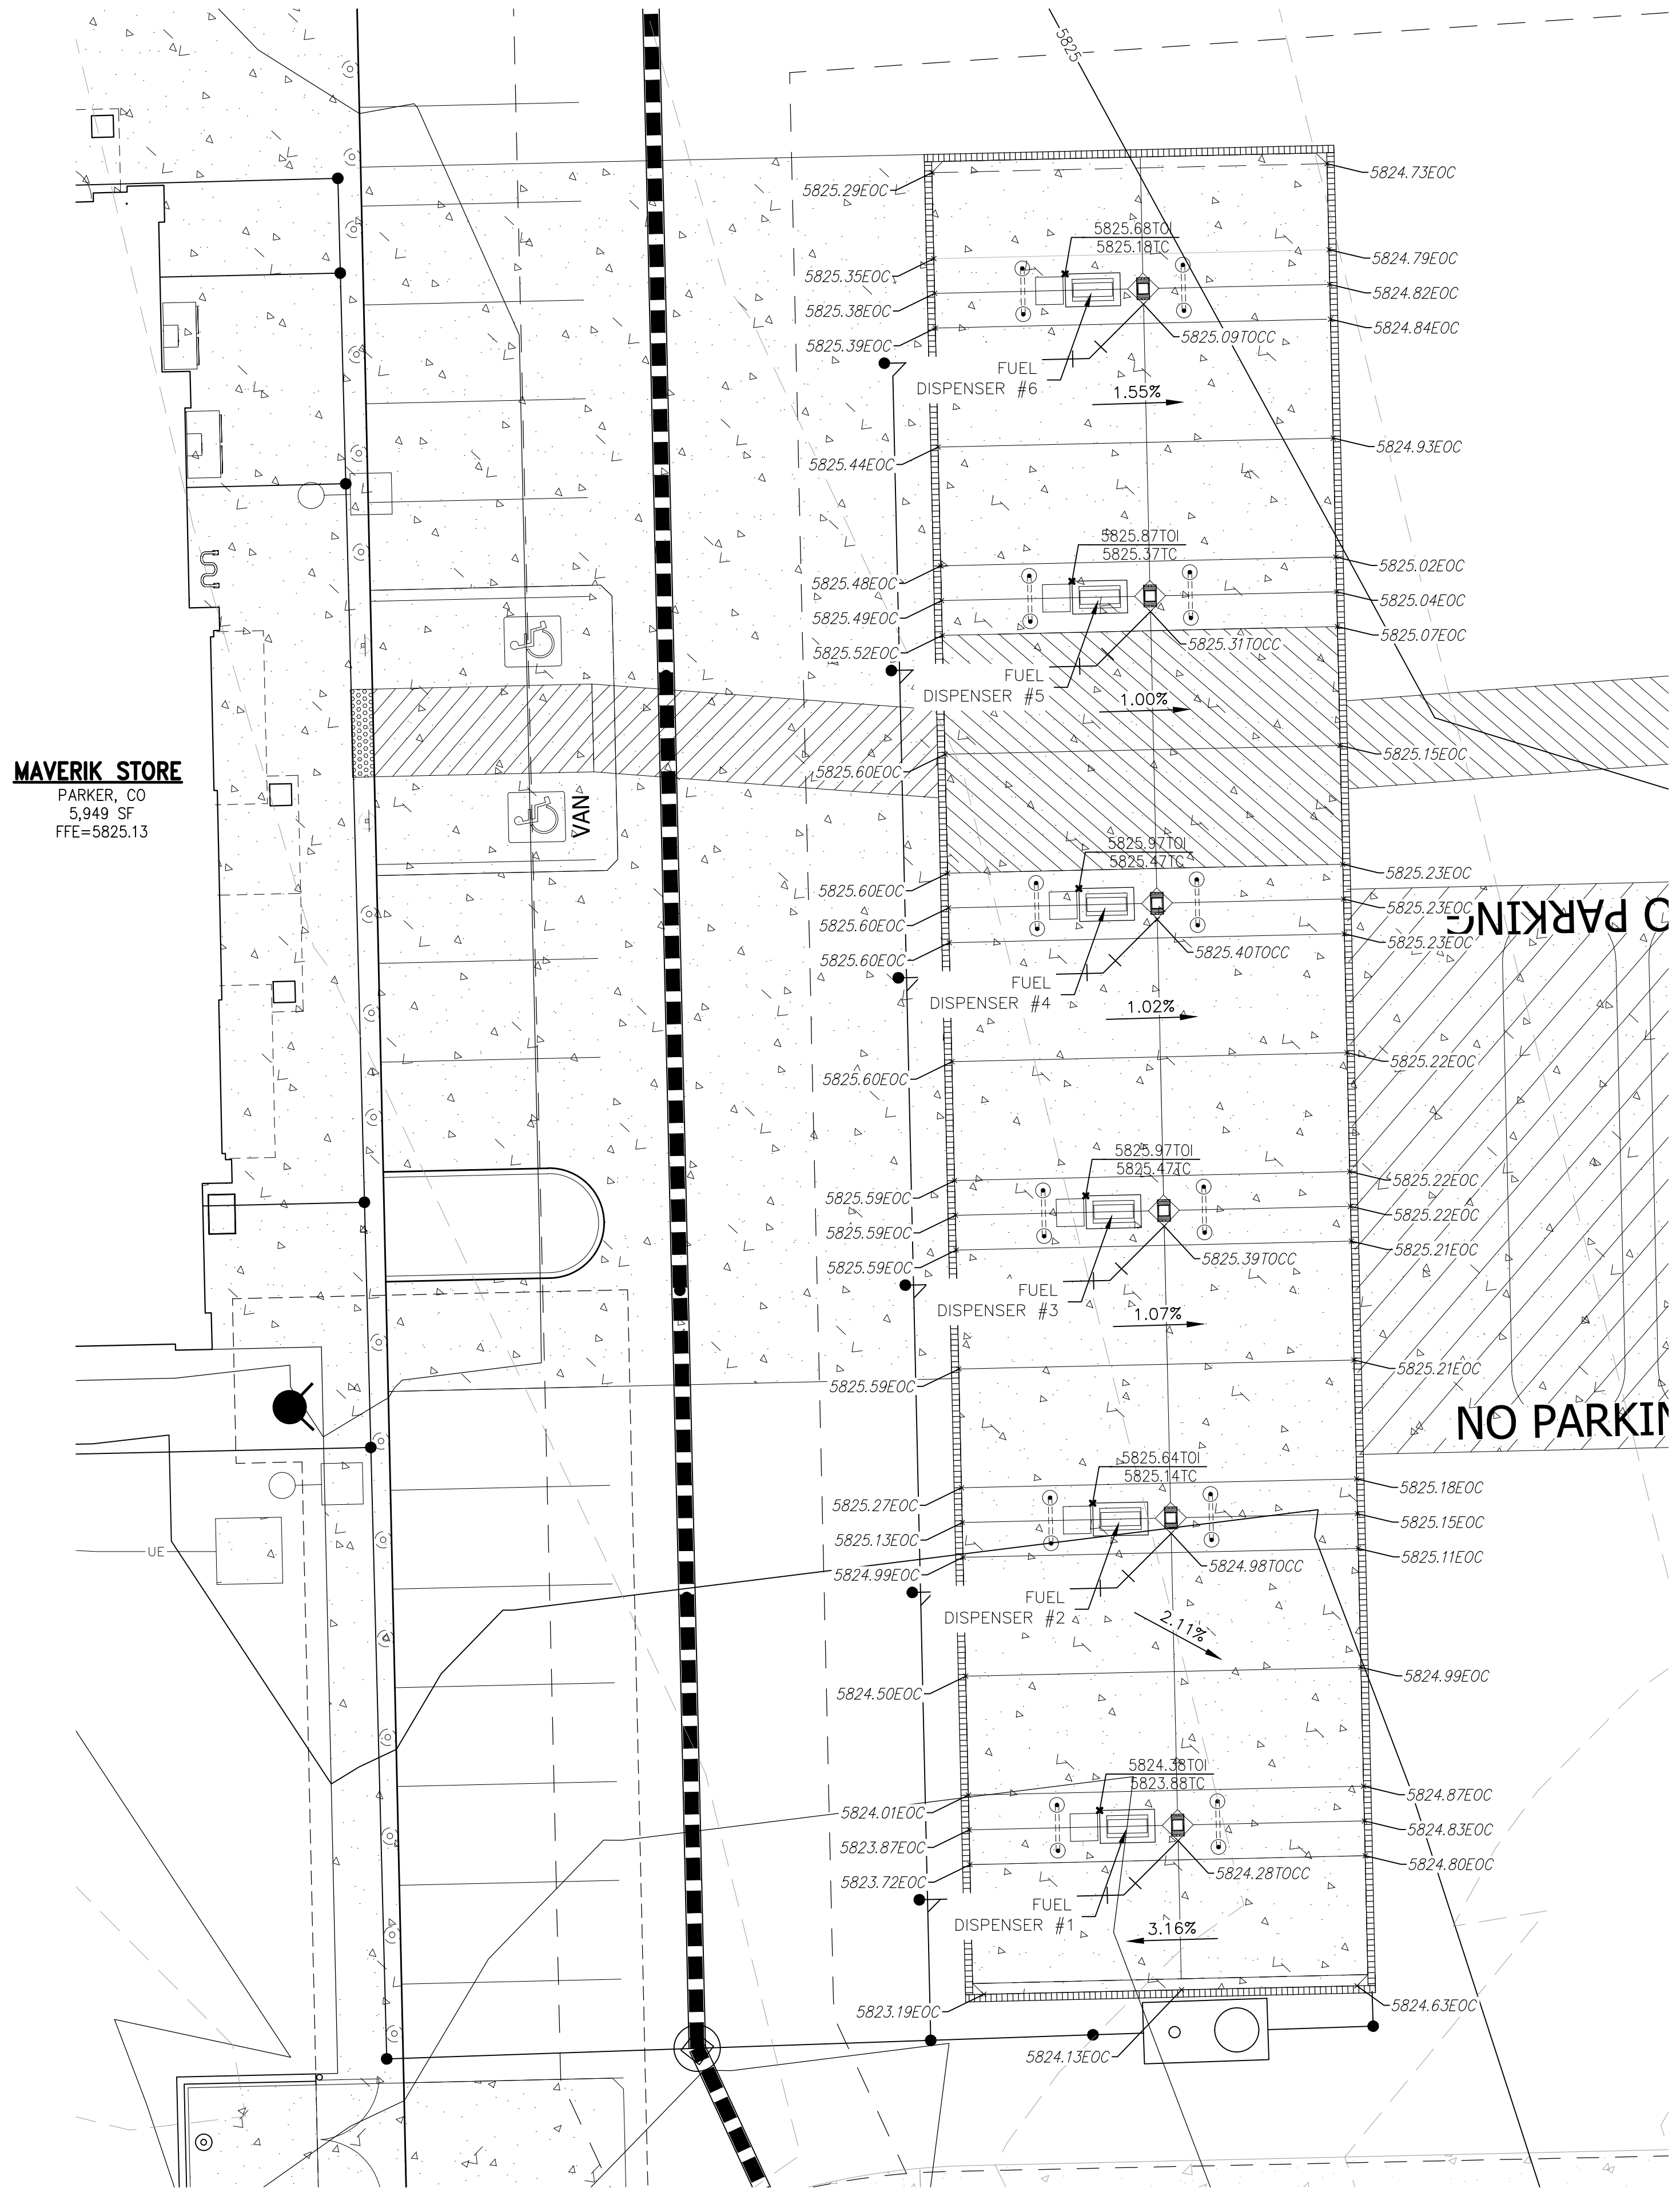 5825
5824.73EOC
5825.29EOC
5825.68TOI
5825.18TC
5824.79EOC
5825.35EOC
5824.82EOC
5825.38EOC
5824.84EOC
5825.39EOC
5825.09TOCC
FUEL
DISPENSER #6
1.55%
5824.93EOC
5825.44EOC
5825.87TOI
5825.37TC
5825.02EOC
5825.48EOC
5825.04EOC
5825.49EOC
5825.07EOC
5825.52EOC
5825.31TOCC
FUEL
DISPENSER #5
1.00%
5825.15EOC
5825.60EOC
MAVERIK STORE
PARKER, CO
5,949 SF
FFE=5825.13
VAN
5825.97TOI
5825.47TC
5825.23EOC
5825.60EOC
5825.23EOC
5825.60EOC
5825.23EOC
5825.60EOC
O PARKING
5825.40TOCC
FUEL
DISPENSER #4
1.02%
5825.22EOC
5825.60EOC
5825.97TOI
5825.47TC
5825.22EOC
5825.59EOC
5825.22EOC
5825.59EOC
5825.21EOC
5825.59EOC
5825.39TOCC
FUEL
DISPENSER #3
1.07%
5825.21EOC
5825.59EOC
NO PARKIN
5825.64TOI
5825.14TC
5825.18EOC
5825.27EOC
5825.15EOC
5825.13EOC
5825.11EOC
5824.99EOC
UE
5824.98TOCC
FUEL
DISPENSER #2
2.11%
5824.99EOC
5824.50EOC
5824.38TOI
5823.88TC
5824.87EOC
5824.01EOC
5824.83EOC
5823.87EOC
5824.80EOC
5823.72EOC
5824.28TOCC
FUEL
DISPENSER #1
3.16%
5823.19EOC
5824.63EOC
5824.13EOC